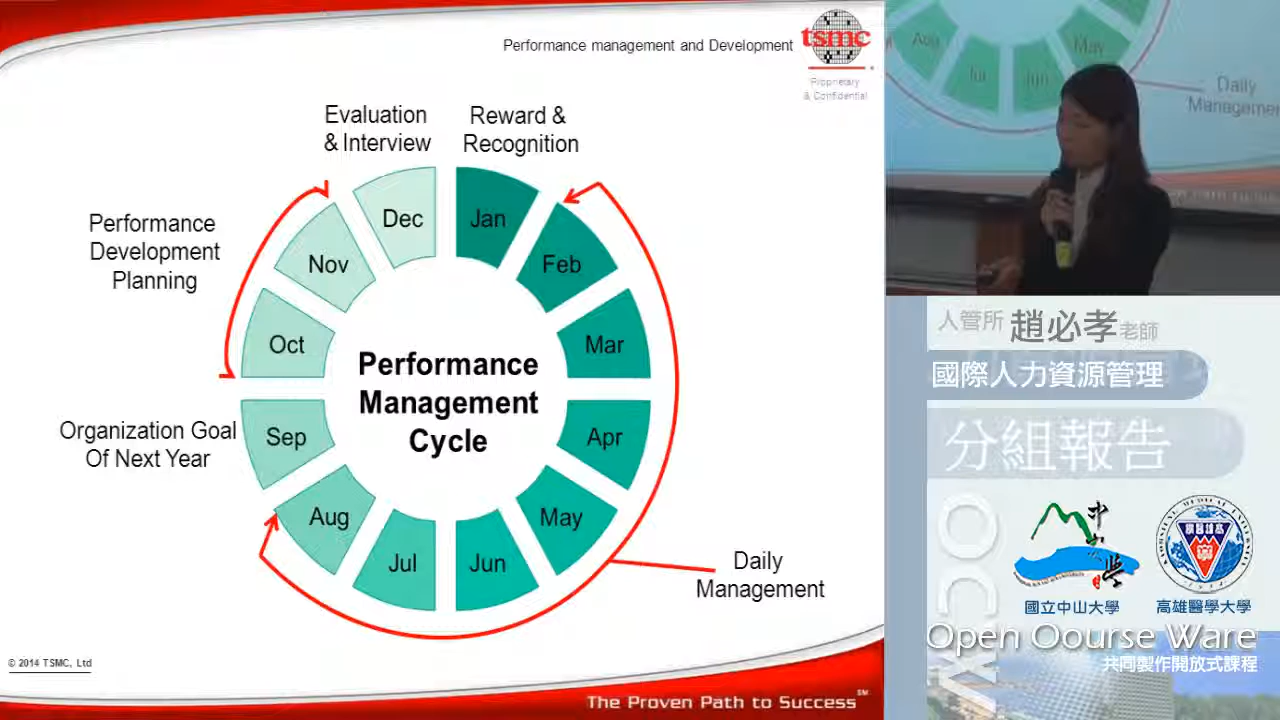 Performance management and Development
tsmc
Proprietary
& Confidential
Evaluation
& Interview
Reward &
Recognition
Performance
Development
Planning
Organization Goal
Of Next Year
Daily
Management
Jan
Feb
Mar
Apr
May
Jun
Jul
Aug
Sep
Oct
Nov
Dec
Performance
Management
Cycle
© 2014 TSMC, Ltd
The Proven Path to Success℠
Aug
Jul
Jun
May
Daily
Management
人管所 趙必孝老師
國際人力資源管理
分組報告
OCW
國立中山大學
高雄醫學大學
Open Oourse Ware
共同製作開放式課程